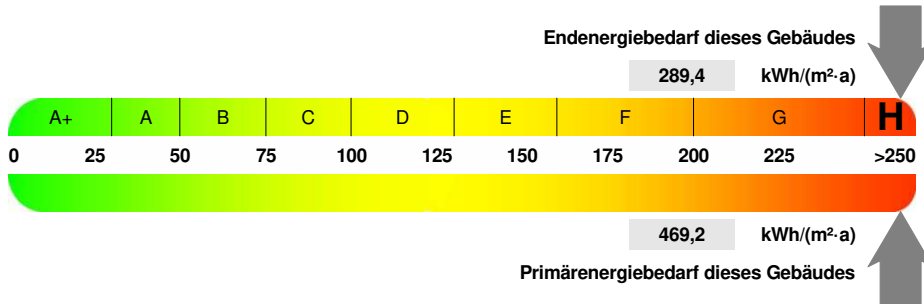 Endenergiebedarf dieses Gebäudes
289,4 kWh/(m²·a)
A+ A B C D E F G H
0 25 50 75 100 125 150 175 200 225 >250
469,2 kWh/(m²·a)
Primärenergiebedarf dieses Gebäudes